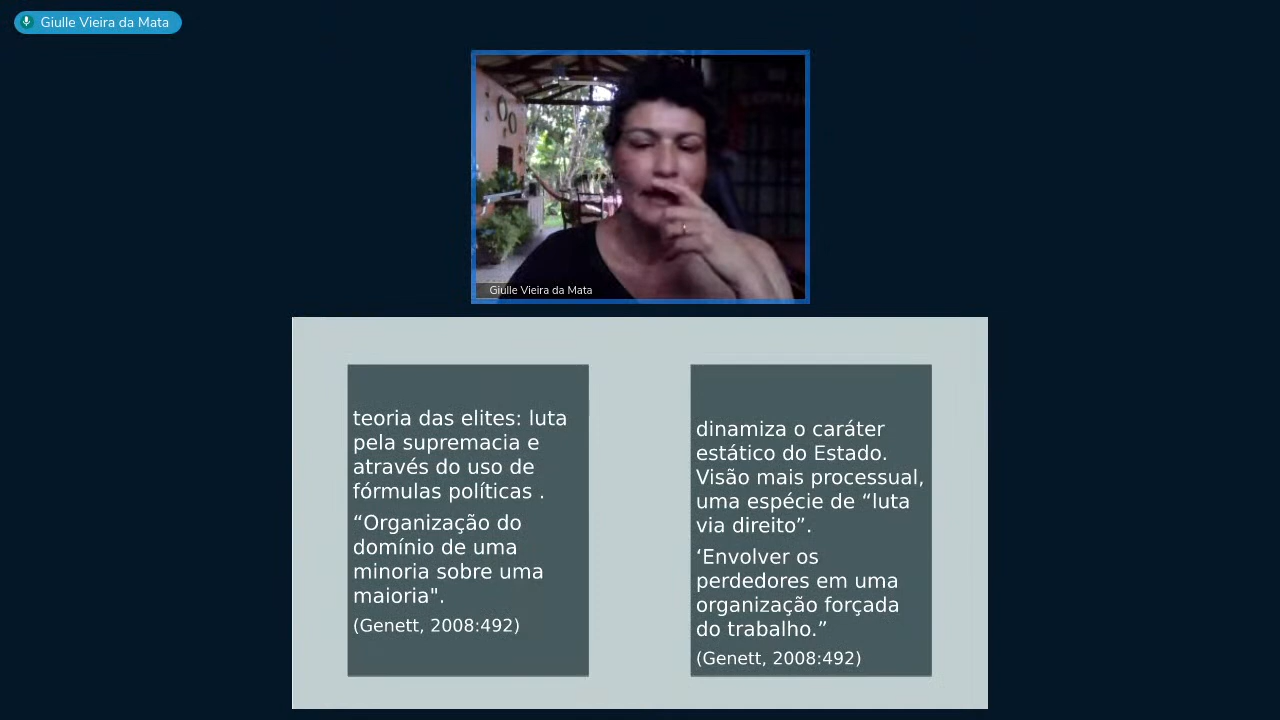 Giulle Vieira da Mata
Giulle Vieira da Mata
teoria das elites: luta
pela supremacia e
através do uso de
fórmulas políticas .
“Organização do
domínio de uma
minoria sobre uma
maioria".
(Genett, 2008:492)
dinamiza o caráter
estático do Estado.
Visão mais processual,
uma espécie de “luta
via direito”.
‘Envolver os
perdedores em uma
organização forçada
do trabalho.”
(Genett, 2008:492)